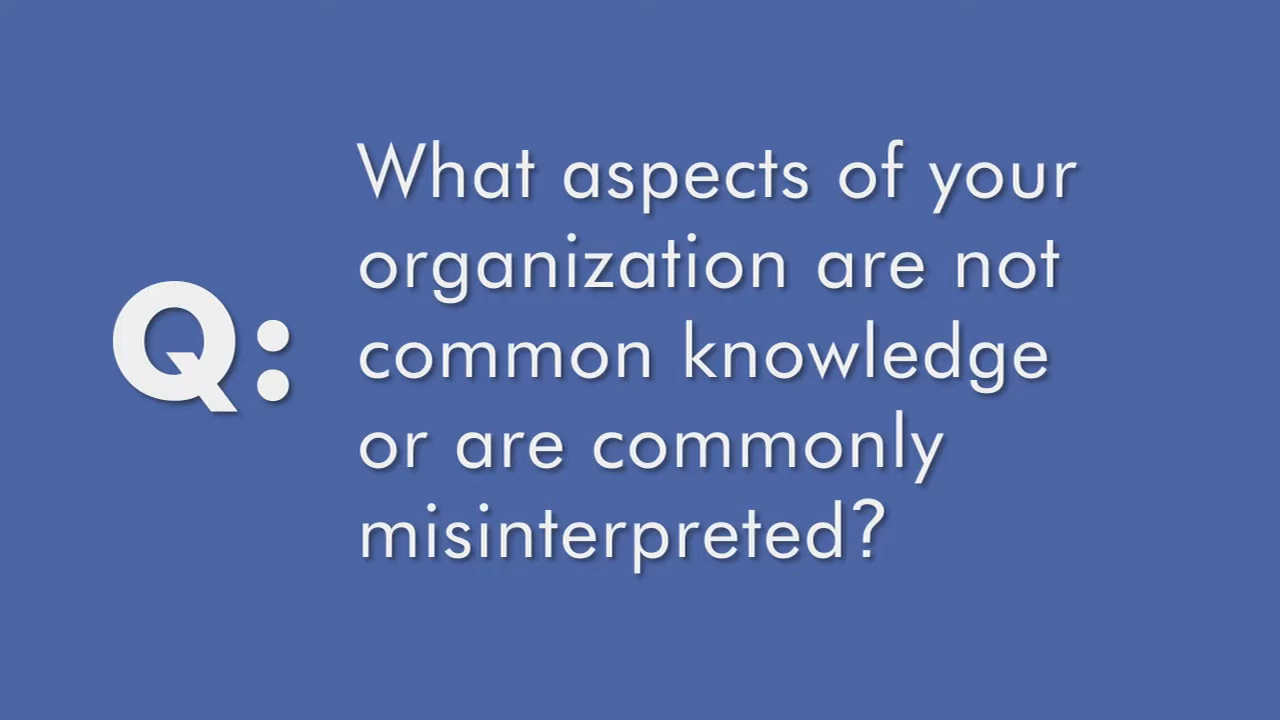 Q:
What aspects of your
organization are not
common knowledge
or are commonly
misinterpreted?